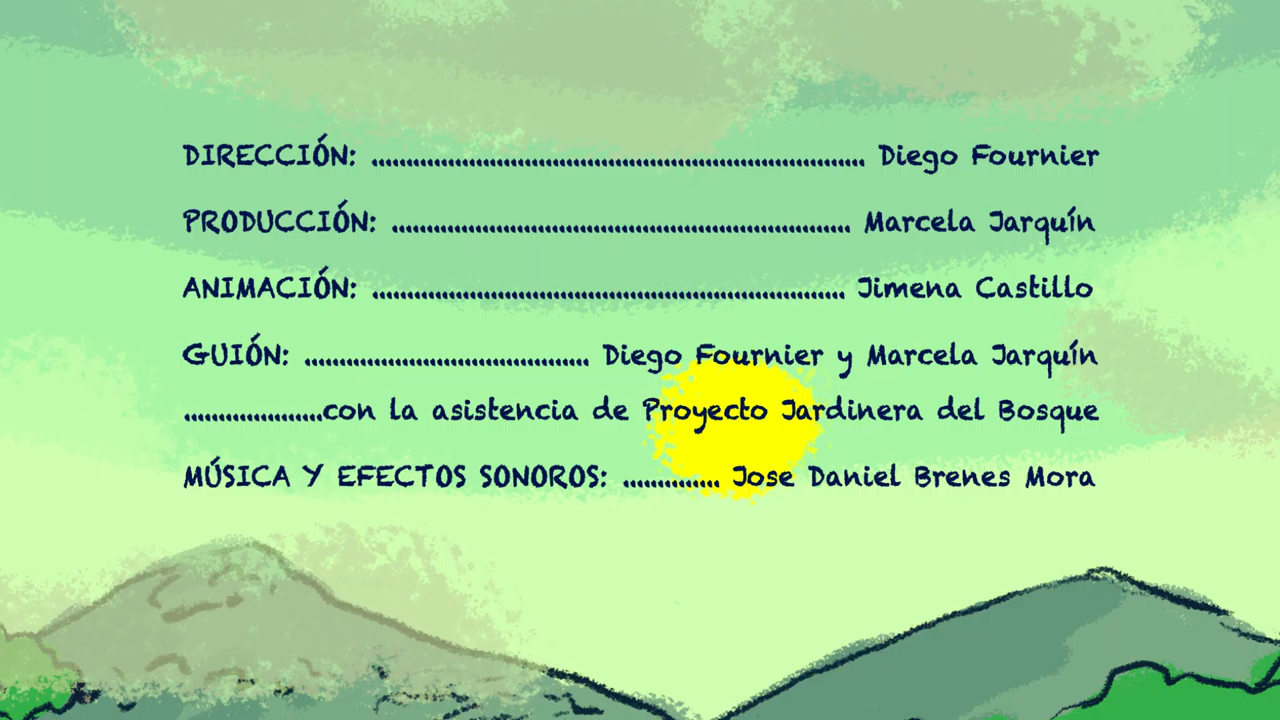 DIRECCIÓN: ........................................................................ Diego Fournier
PRODUCCIÓN: ................................................................... Marcela Jarquín
ANIMACIÓN: ..................................................................... Jimena Castillo
GUIÓN: ......................................... Diego Fournier y Marcela Jarquín
....................con la asistencia de Proyecto Jardinera del Bosque
MÚSICA Y EFECTOS SONOROS: .............. Jose Daniel Brenes Mora